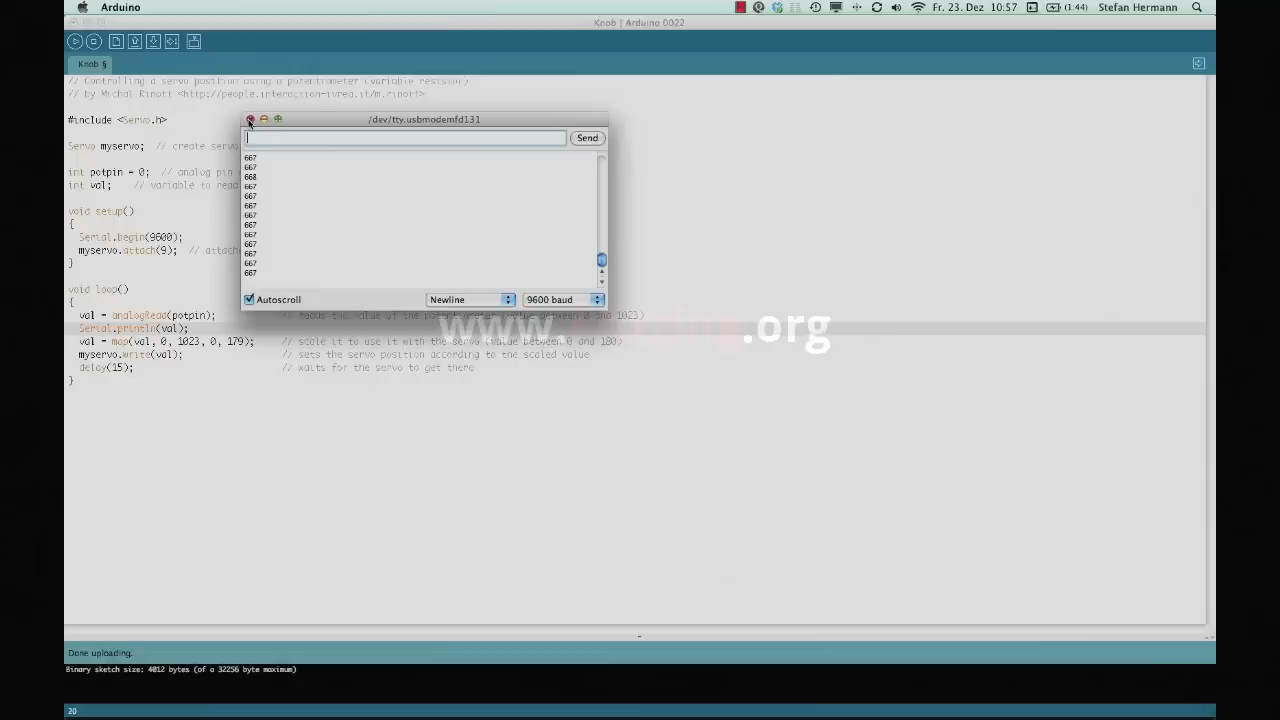 Arduino
(1:44)
Fr. 23. Dez 10:57
Stefan Hermann
Knob | Arduino 0022
Knob §
// Controlling a servo position using a potentiometer (variable resistor)
// by Michal Rinott <http://people.interaction-ivrea.it/m.rinott>
#include <Servo.h>
Servo myservo; // create servo
int potpin = 0; // analog pin
int val; // variable to read
void setup()
{
Serial.begin(9600);
myservo.attach(9); // attach
}
void loop()
{
val = analogRead(potpin); // reads the value of the potentiometer (value between 0 and 1023)
Serial.println(val);
val = map(val, 0, 1023, 0, 179); // scale it to use it with the servo (value between 0 and 180)
myservo.write(val); // sets the servo position according to the scaled value
delay(15); // waits for the servo to get there
}
/dev/tty.usbmodemfd131
Send
667
667
668
667
667
667
667
667
667
667
667
667
667
Autoscroll
Newline
9600 baud
www.
.org
Done uploading.
Binary sketch size: 4012 bytes (of a 32256 byte maximum)
20